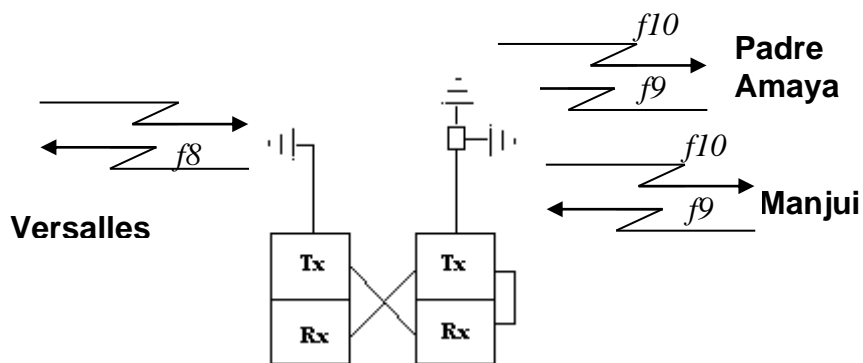 f10
Padre
Amaya
f9
f8
f10
f9
Manjui
Versalles
Tx
Tx
Rx
Rx